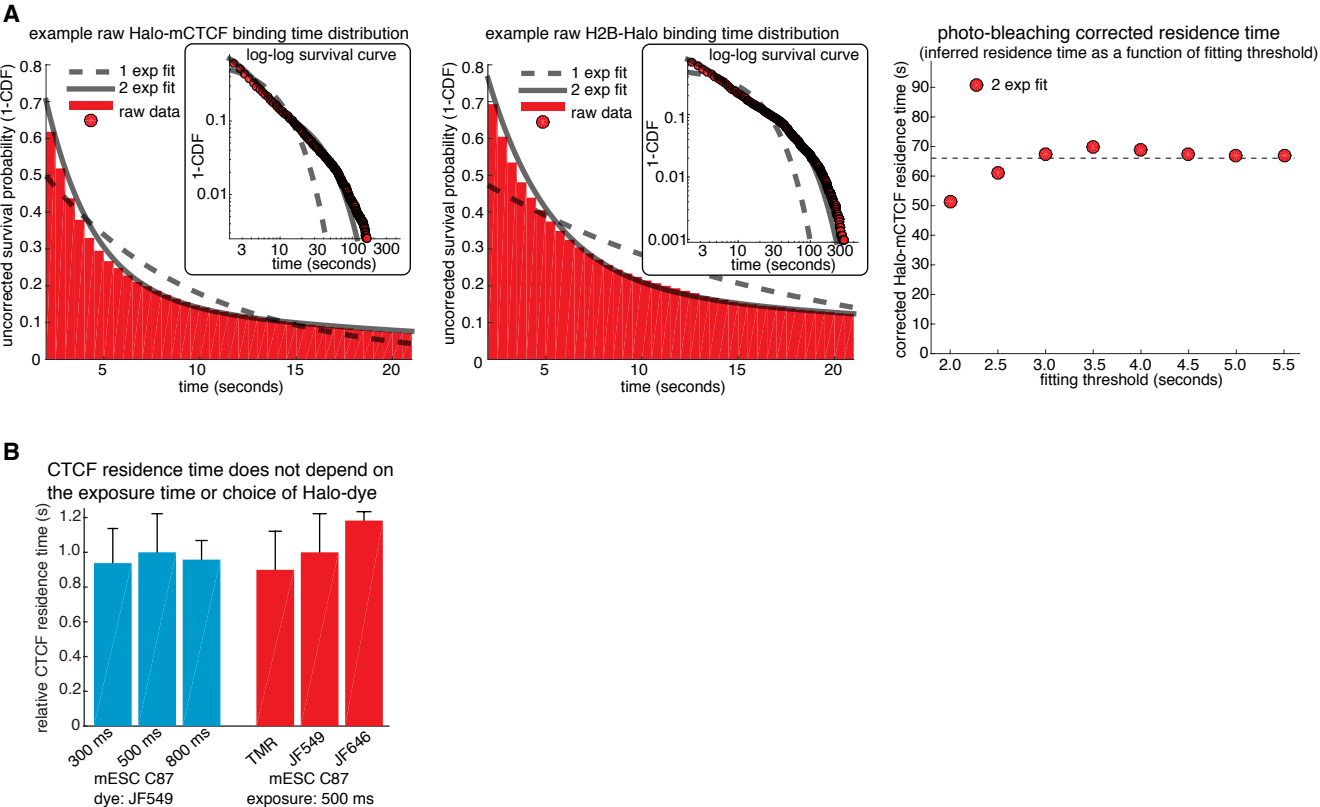 A
example raw Halo-mCTCF binding time distribution
uncorrected survival probability (1-CDF)
0.8
0.7
0.6
0.5
0.4
0.3
0.2
0.1
0
5
10
15
20
time (seconds)
1 exp fit
2 exp fit
raw data
log-log survival curve
1-CDF
0.1
0.01
3
10
30
100
300
time (seconds)
example raw H2B-Halo binding time distribution
uncorrected survival probability (1-CDF)
0.8
0.7
0.6
0.5
0.4
0.3
0.2
0.1
0
5
10
15
20
time (seconds)
1 exp fit
2 exp fit
raw data
log-log survival curve
1-CDF
0.1
0.01
0.001
3
10
30
100
300
time (seconds)
photo-bleaching corrected residence time
(inferred residence time as a function of fitting threshold)
corrected Halo-mCTCF residence time (s)
90
80
70
60
50
40
30
20
10
0
2 exp fit
2.0
2.5
3.0
3.5
4.0
4.5
5.0
5.5
fitting threshold (seconds)
B
CTCF residence time does not depend on
the exposure time or choice of Halo-dye
relative CTCF residence time (s)
1.2
1.0
0.8
0.6
0.4
0.2
0
300 ms
500 ms
800 ms
mESC C87
dye: JF549
TMR
JF549
JF646
mESC C87
exposure: 500 ms